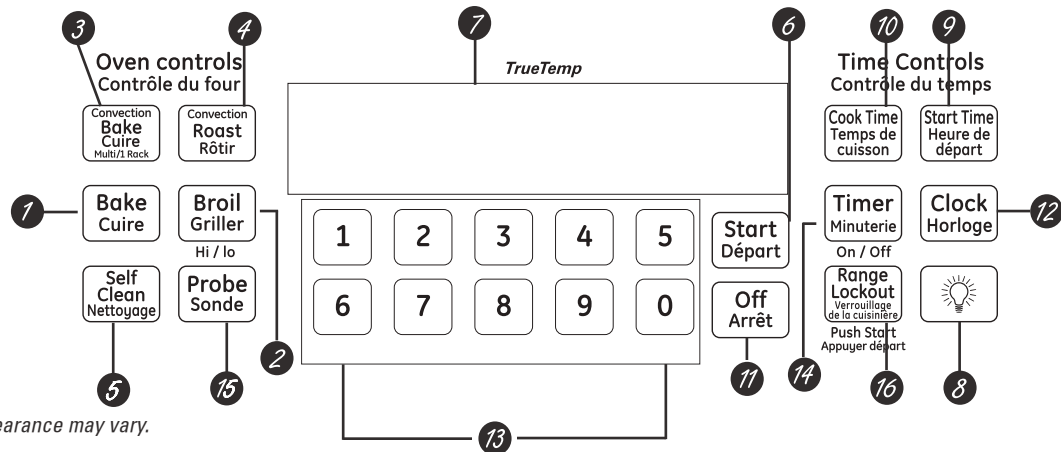 3
4
7
6
10
9
Oven controls
Contrôle du four
TrueTemp
Time Controls
Contrôle du temps
Convection
Bake
Cuire
Multi/1 Rack
Convection
Roast
Rôtir
Cook Time
Temps de
cuisson
Start Time
Heure de
départ
1
Bake
Cuire
Broil
Griller
Hi / lo
1
2
3
4
5
Start
Départ
Timer
Minuterie
On / Off
Clock
Horloge
12
Self
Clean
Nettoyage
Probe
Sonde
6
7
8
9
0
Off
Arrêt
Range
Lockout
Verrouillage
de la cuisinière
Push Start
Appuyer départ
5
15
2
11
14
16
8
13
earance may vary.